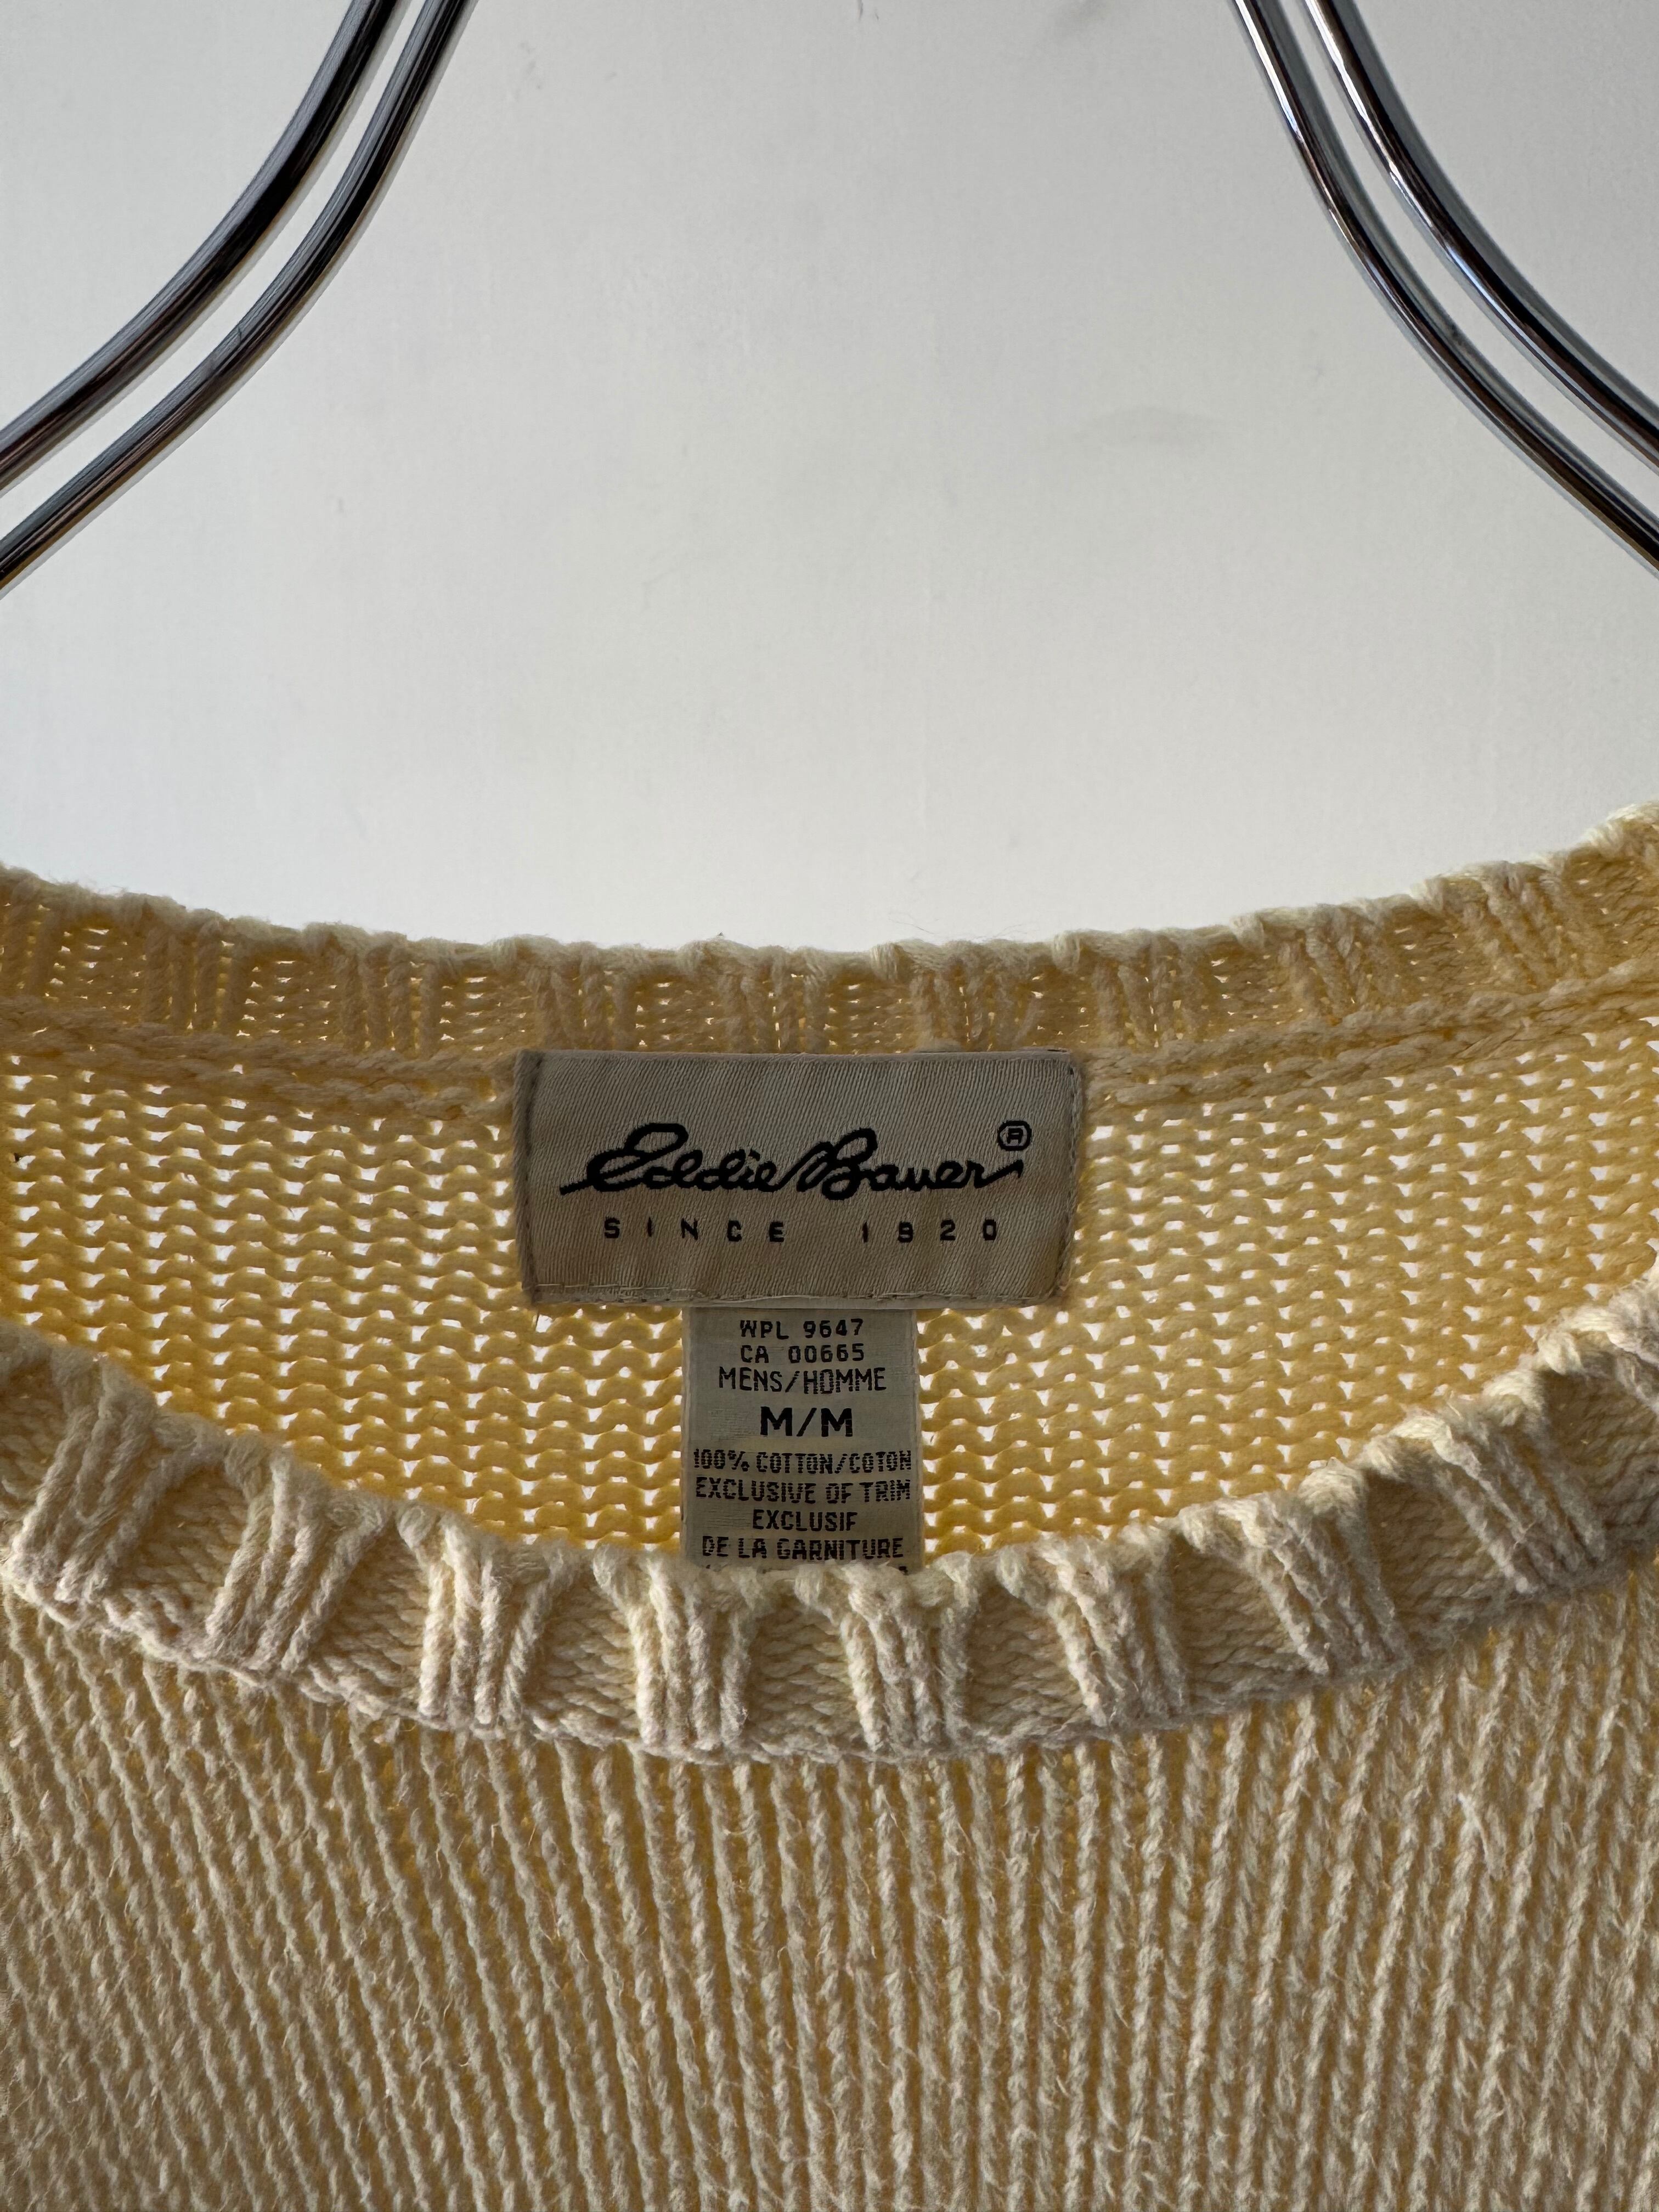 Eddie Bauer®
SINCE 1920
WPL 9647
CA 00665
MENS/HOMME
M/M
100% COTTON/COTON
EXCLUSIVE OF TRIM
EXCLUSIF
DE LA GARNITURE